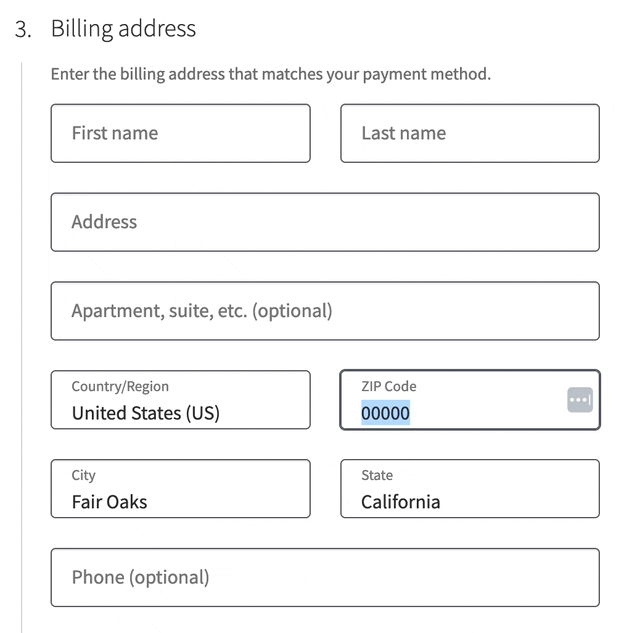 3. Billing address
Enter the billing address that matches your payment method.
First name
Last name
Address
Apartment, suite, etc. (optional)
Country/Region
United States (US)
ZIP Code
00000
City
Fair Oaks
State
California
Phone (optional)